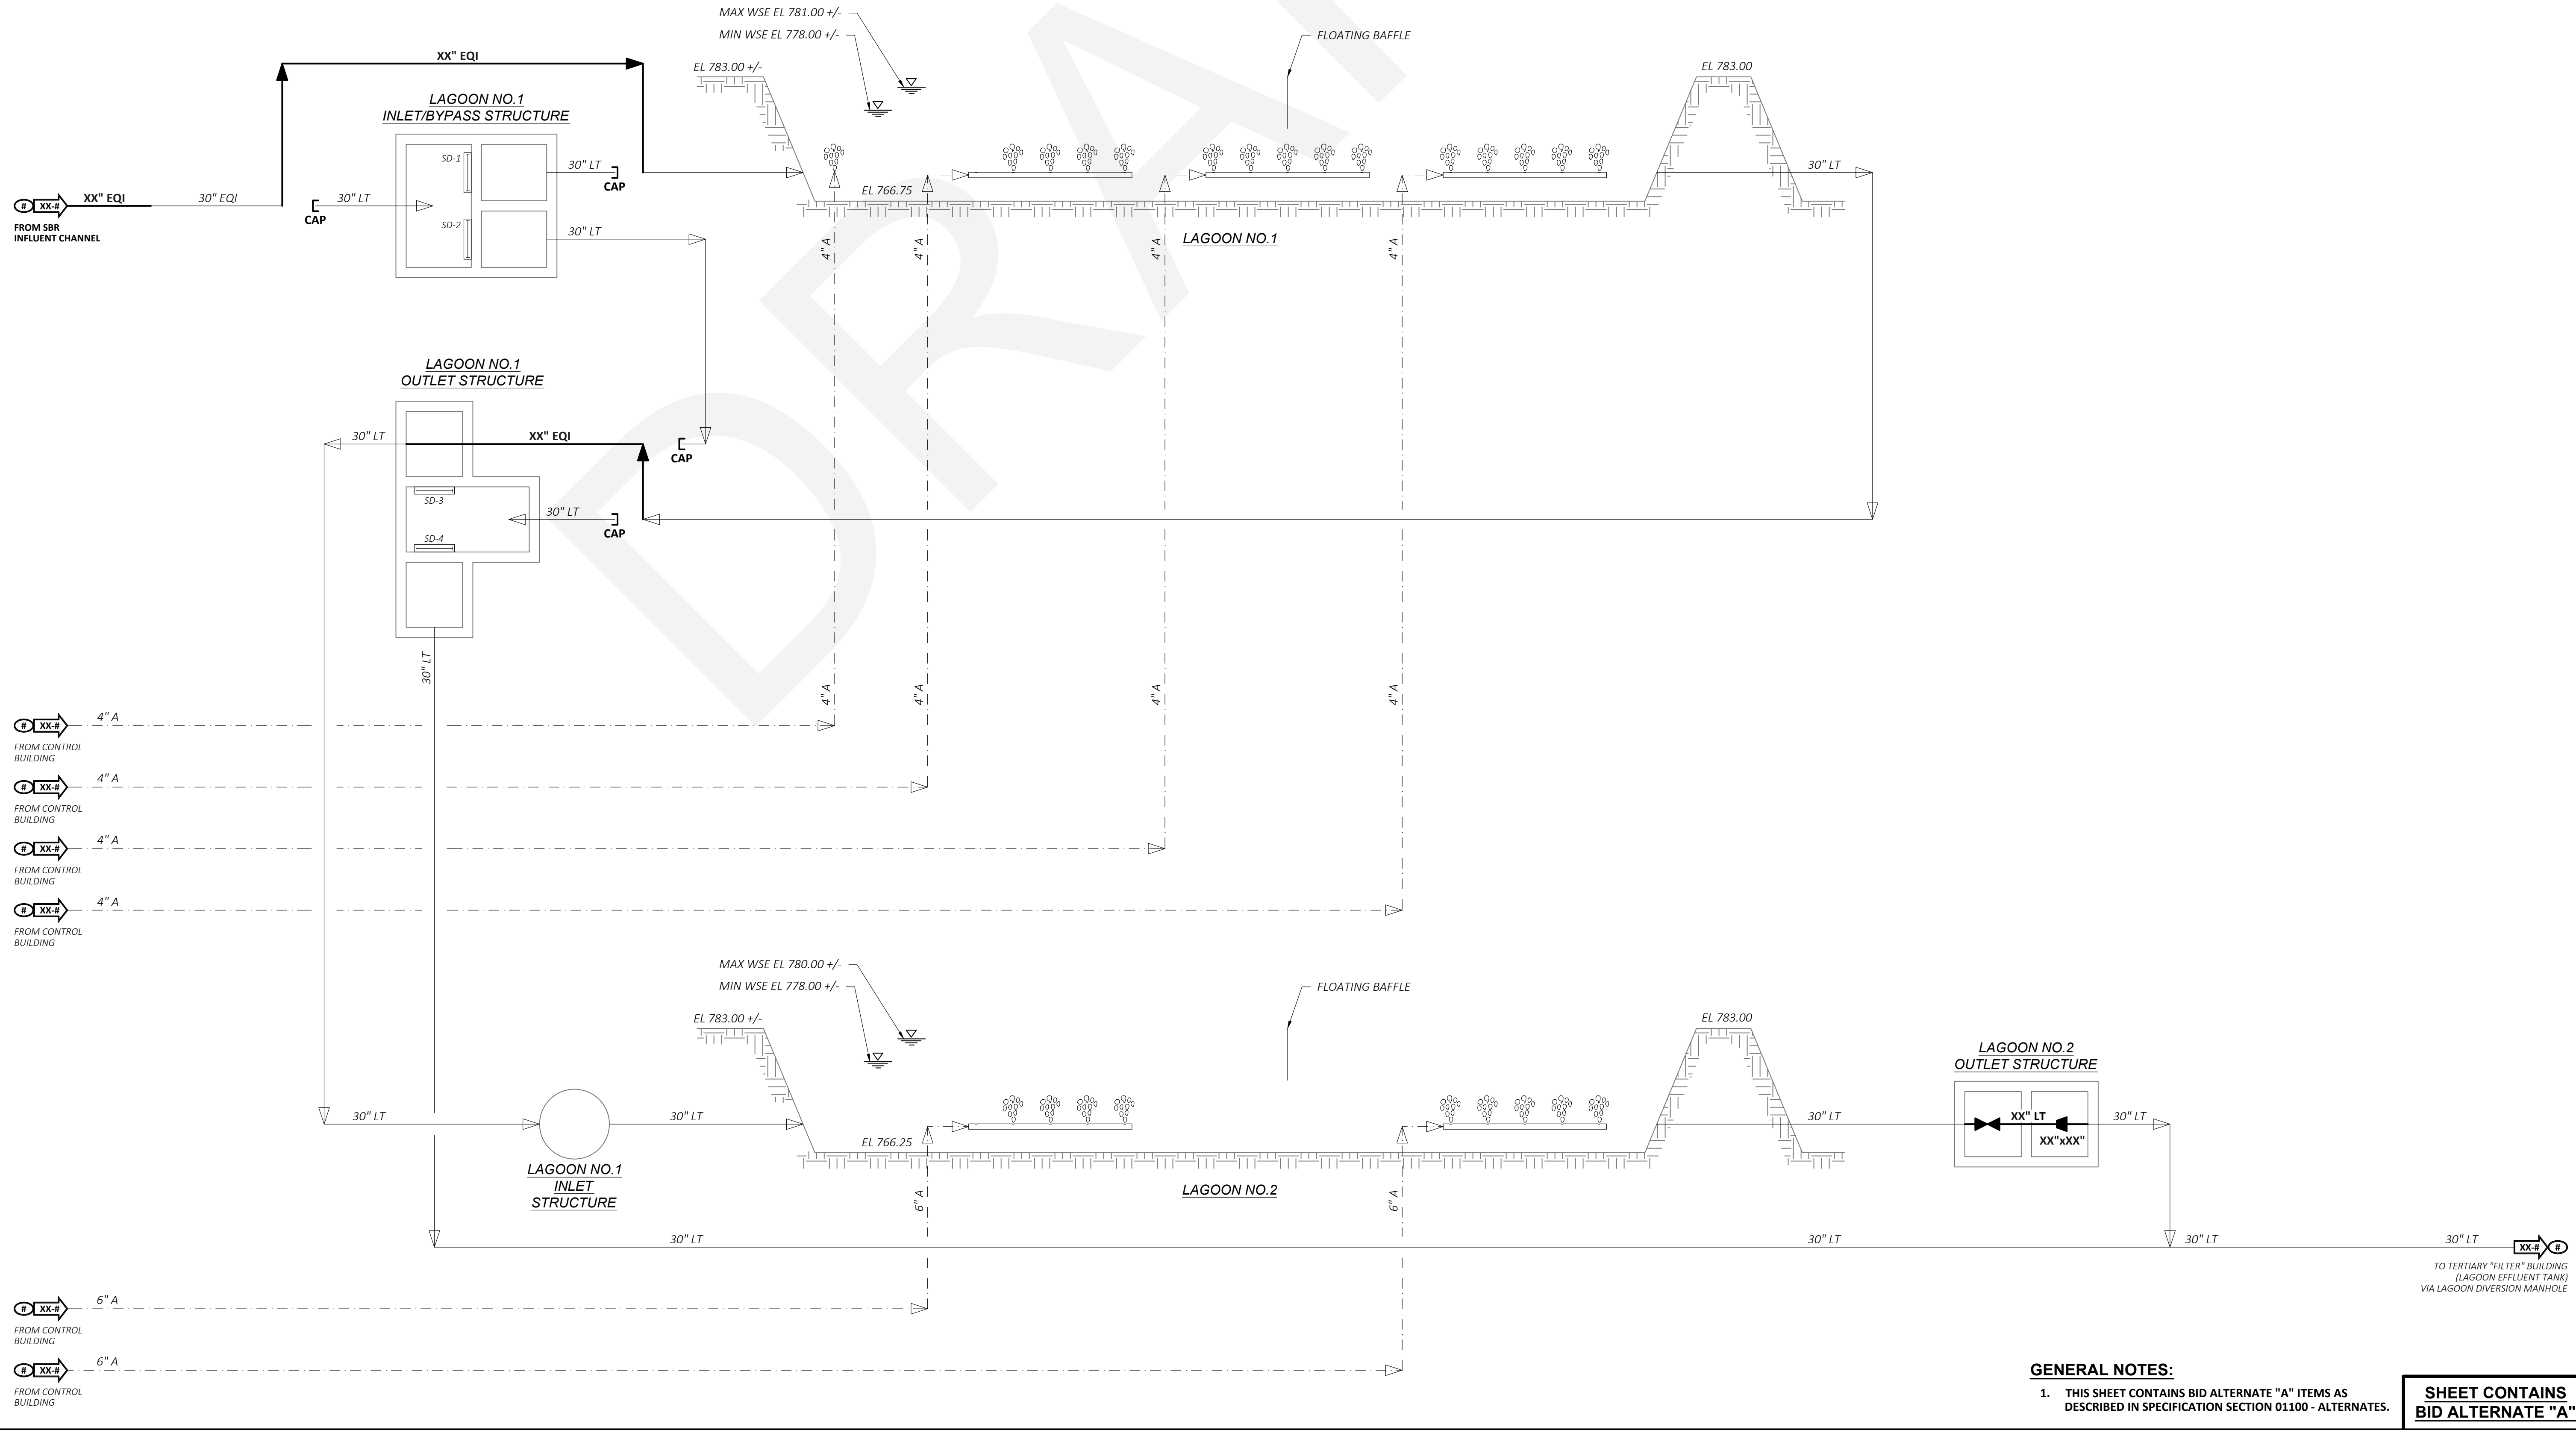 MAX WSE EL 781.00 +/-
MIN WSE EL 778.00 +/-
FLOATING BAFFLE
XX" EQI
EL 783.00 +/-
EL 783.00
LAGOON NO.1
INLET/BYPASS STRUCTURE
SD-1
30" LT
CAP
30" LT
EL 766.75
# XX-#
XX" EQI
30" EQI
30" LT
CAP
FROM SBR
INFLUENT CHANNEL
SD-2
30" LT
4" A
4" A
4" A
4" A
LAGOON NO.1
LAGOON NO.1
OUTLET STRUCTURE
30" LT
XX" EQI
CAP
SD-3
30" LT
CAP
SD-4
30" LT
4" A
4" A
4" A
4" A
# XX-#
4" A
FROM CONTROL
BUILDING
# XX-#
4" A
FROM CONTROL
BUILDING
# XX-#
4" A
FROM CONTROL
BUILDING
# XX-#
4" A
FROM CONTROL
BUILDING
MAX WSE EL 780.00 +/-
MIN WSE EL 778.00 +/-
FLOATING BAFFLE
EL 783.00 +/-
EL 783.00
LAGOON NO.2
OUTLET STRUCTURE
30" LT
30" LT
30" LT
XX" LT
30" LT
XX"xXX"
EL 766.25
LAGOON NO.1
INLET
STRUCTURE
6" A
6" A
LAGOON NO.2
30" LT
30" LT
30" LT
30" LT
XX-# #
TO TERTIARY "FILTER" BUILDING
(LAGOON EFFLUENT TANK)
VIA LAGOON DIVERSION MANHOLE
# XX-#
6" A
FROM CONTROL
BUILDING
# XX-#
6" A
FROM CONTROL
BUILDING
GENERAL NOTES:
1. THIS SHEET CONTAINS BID ALTERNATE "A" ITEMS AS
DESCRIBED IN SPECIFICATION SECTION 01100 - ALTERNATES.
SHEET CONTAINS
BID ALTERNATE "A"